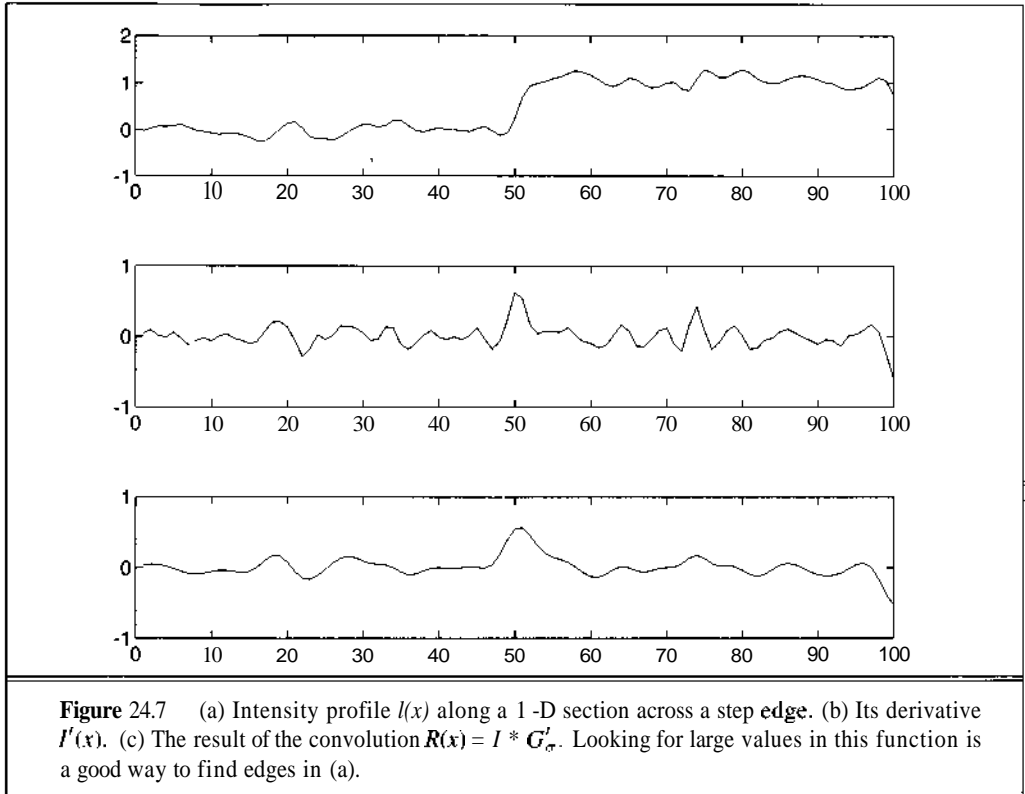 2
1
0
-1
0 10 20 30 40 50 60 70 80 90 100
1
0
-1
0 10 20 30 40 50 60 70 80 90 100
1
0
-1
0 10 20 30 40 50 60 70 80 90 100
Figure 24.7 (a) Intensity profile l(x) along a 1 -D section across a step edge. (b) Its derivative
I'(x). (c) The result of the convolution R(x) = I * G'σ. Looking for large values in this function is
a good way to find edges in (a).